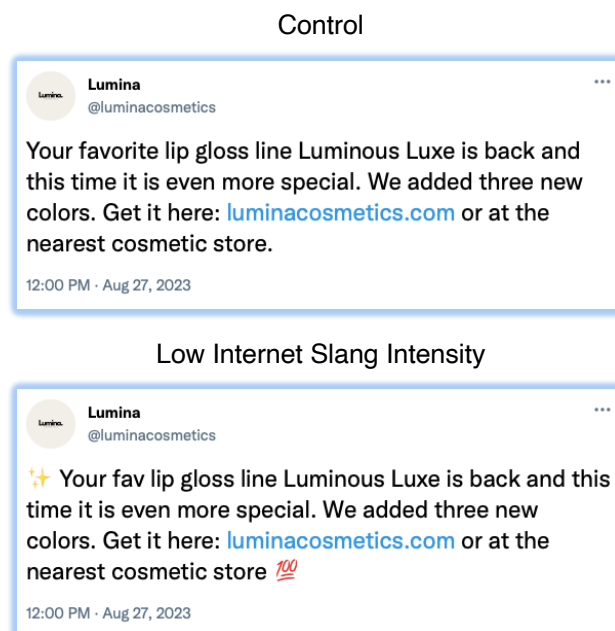 Control
Lumina.
Lumina
@luminacosmetics
Your favorite lip gloss line Luminous Luxe is back and
this time it is even more special. We added three new
colors. Get it here: luminacosmetics.com or at the
nearest cosmetic store.
12:00 PM · Aug 27, 2023
Low Internet Slang Intensity
Lumina.
Lumina
@luminacosmetics
✨ Your fav lip gloss line Luminous Luxe is back and this
time it is even more special. We added three new
colors. Get it here: luminacosmetics.com or at the
nearest cosmetic store 💯
12:00 PM · Aug 27, 2023